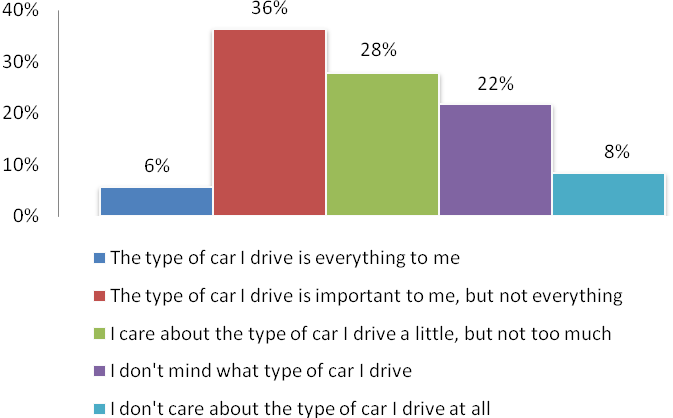 40%
36%
30%
28%
22%
20%
10%
6%
8%
0%
The type of car I drive is everything to me
The type of car I drive is important to me, but not everything
I care about the type of car I drive a little, but not too much
I don't mind what type of car I drive
I don't care about the type of car I drive at all